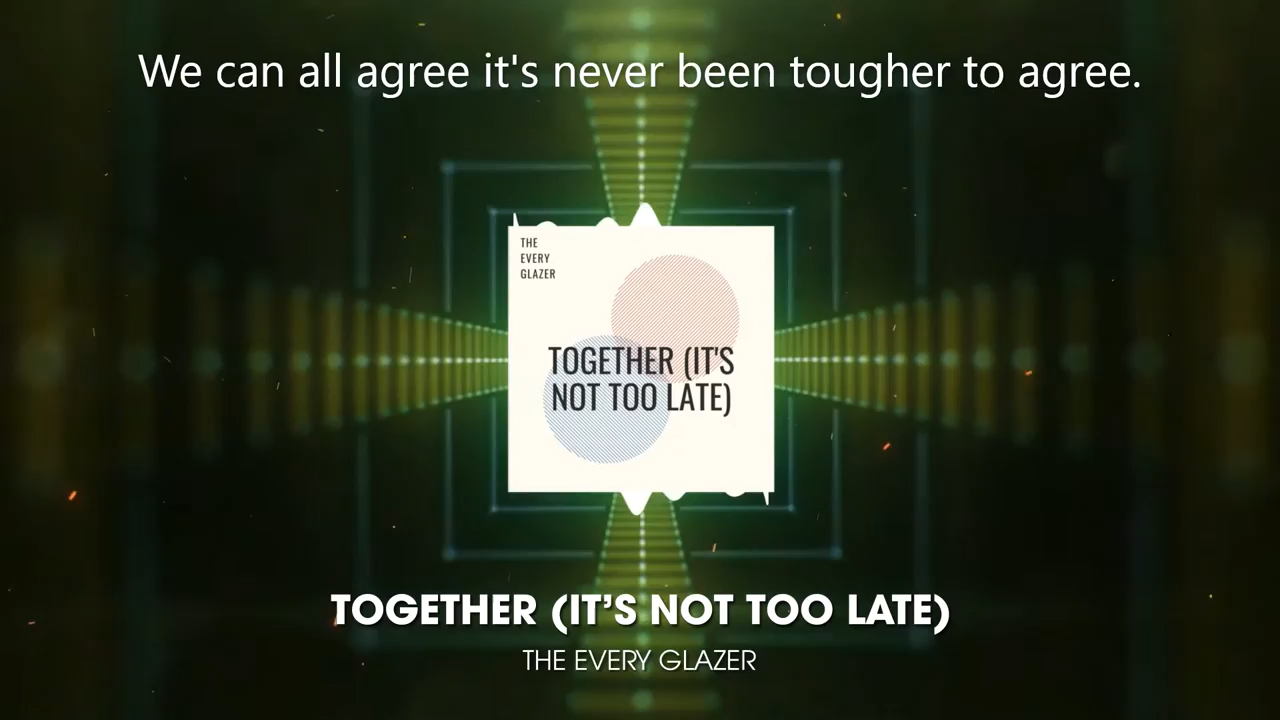 We can all agree it's never been tougher to agree.
THE
EVERY
GLAZER
TOGETHER (IT'S
NOT TOO LATE)
TOGETHER (IT’S NOT TOO LATE)
THE EVERY GLAZER